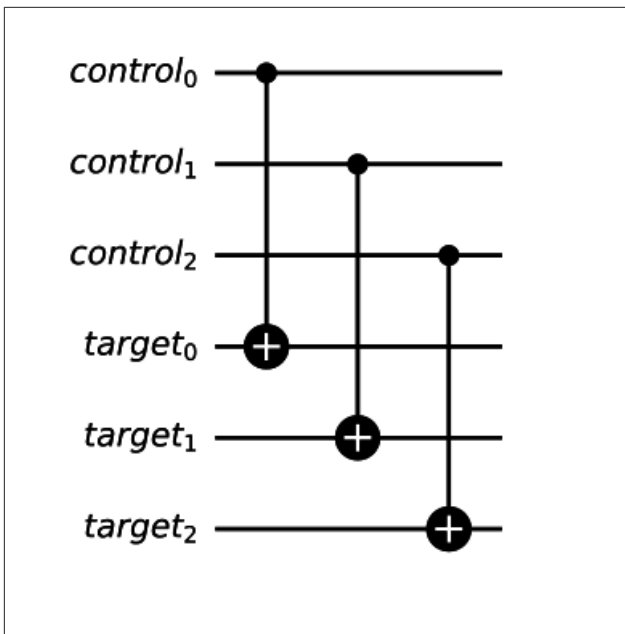 control₀
control₁
control₂
target₀
target₁
target₂